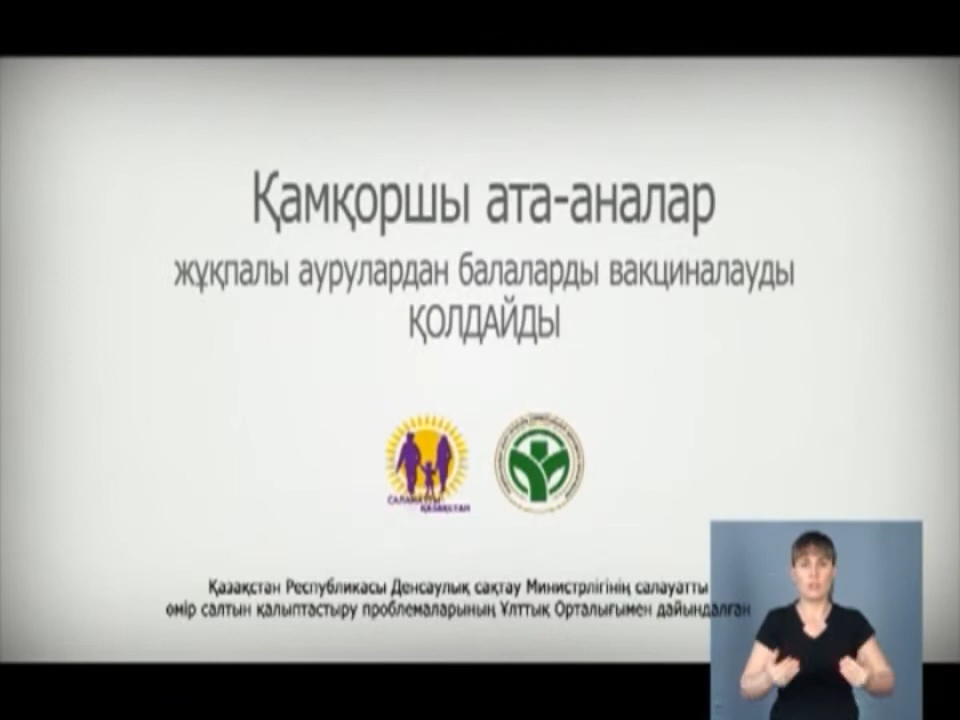 Қамқоршы ата-аналар
жұқпалы аурулардан балаларды вакциналауды
ҚОЛДАЙДЫ
САЛАМАТТЫ
ҚАЗАҚСТАН
Қазақстан Республикасы Денсаулық сақтау Министрлігінің салауатты
өмір салтын қалыптастыру проблемаларының Ұлттық Орталығымен дайындалған